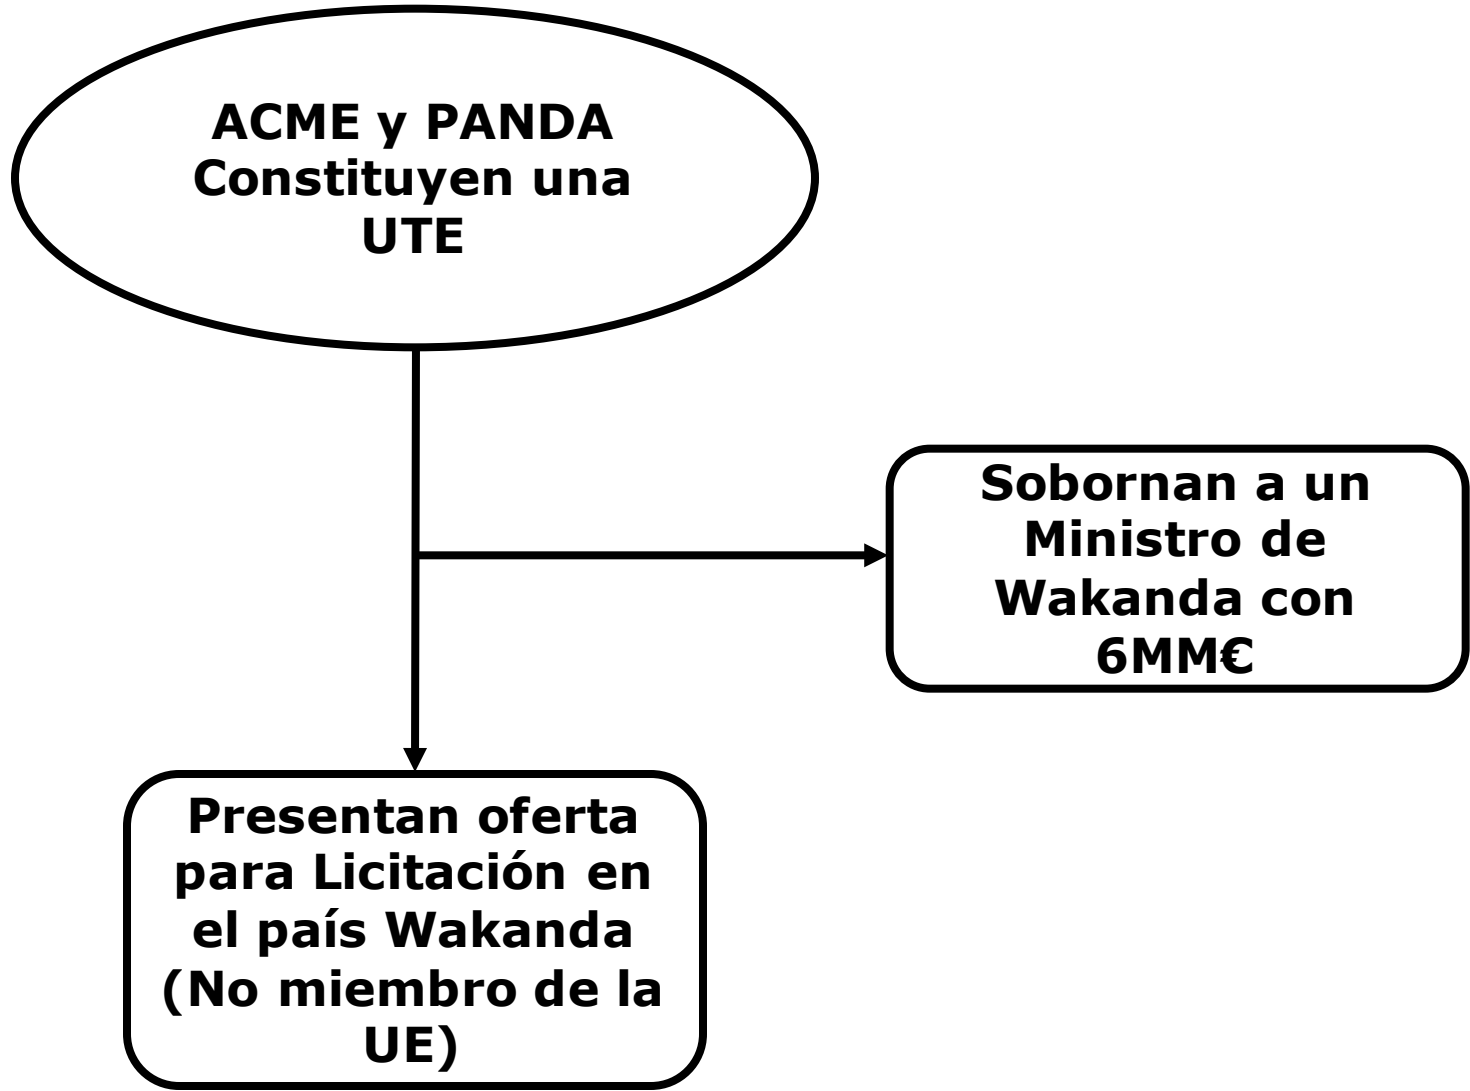 ACME y PANDA
Constituyen una
UTE
Sobornan a un
Ministro de
Wakanda con
6MM€
Presentan oferta
para Licitación en
el país Wakanda
(No miembro de la
UE)